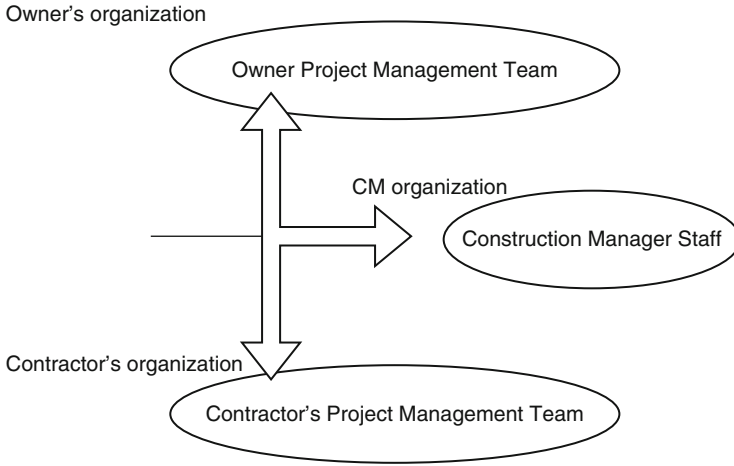 Owner’s organization
Owner Project Management Team
CM organization
Construction Manager Staff
Contractor’s organization
Contractor’s Project Management Team